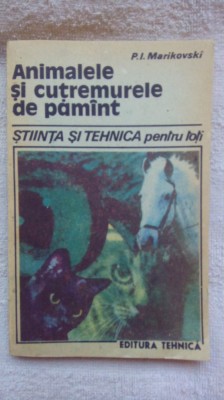 P.I. Marikovski
Animalele
și cutremurele
de pămînt
ȘTIINȚA ȘI TEHNICA pentru toți
EDITURA TEHNICĂ